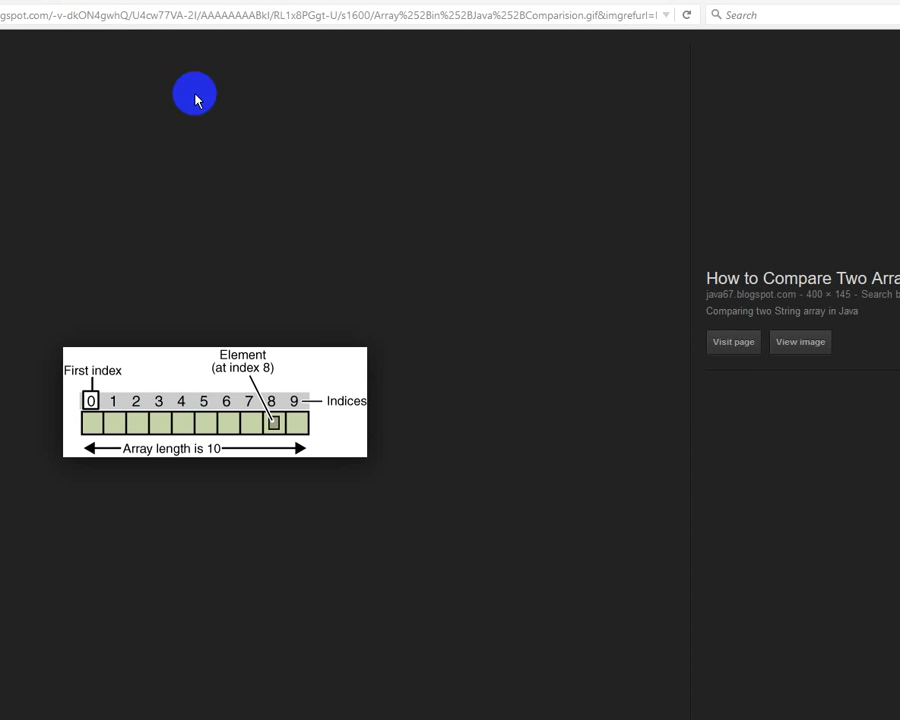 gspot.com/-v-dkON4gwhQ/U4cw77VA-2I/AAAAAAAABkI/RL1x8PGgt-U/s1600/Array%252Bin%252BJava%252BComparision.gif&imgrefurl=
Search
How to Compare Two Arra
java67.blogspot.com - 400 × 145 - Search b
Comparing two String array in Java
Visit page View image
Element
(at index 8)
First index
0 1 2 3 4 5 6 7 8 9 Indices
Array length is 10